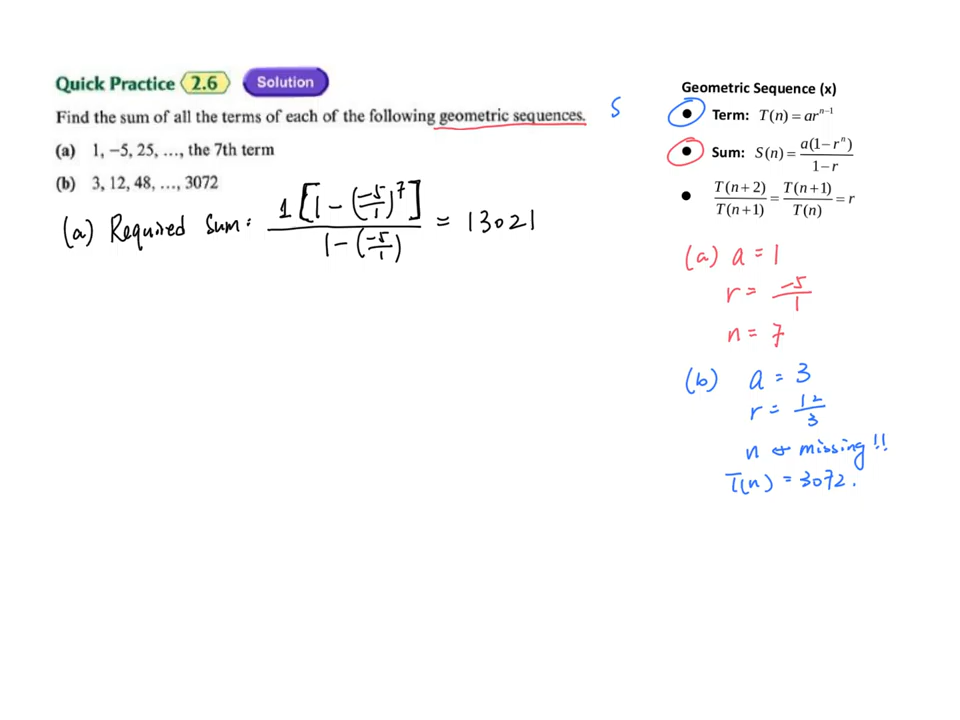 Quick Practice 2.6 Solution
Find the sum of all the terms of each of the following geometric sequences.
(a) 1, −5, 25, ..., the 7th term
(b) 3, 12, 48, ..., 3072
(a) Required Sum: 1[1 − (−5/1)^7] / 1 − (−5/1) = 13021
S
Geometric Sequence (x)
● Term: T(n) = ar^(n−1)
● Sum: S(n) = a(1−r^n) / 1−r
● T(n+2) / T(n+1) = T(n+1) / T(n) = r
(a) a = 1
r = −5/1
n = 7
(b) a = 3
r = 12/3
n ← missing!!
T(n) = 3072.